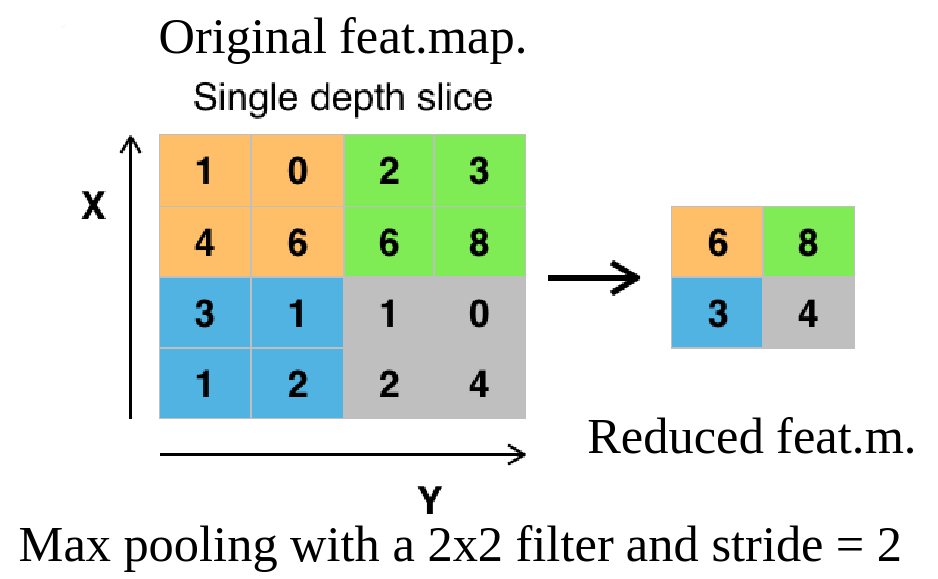 Original feat.map.
Single depth slice
X
1 0 2 3
4 6 6 8
3 1 1 0
1 2 2 4
6 8
3 4
Reduced feat.m.
Y
Max pooling with a 2x2 filter and stride = 2